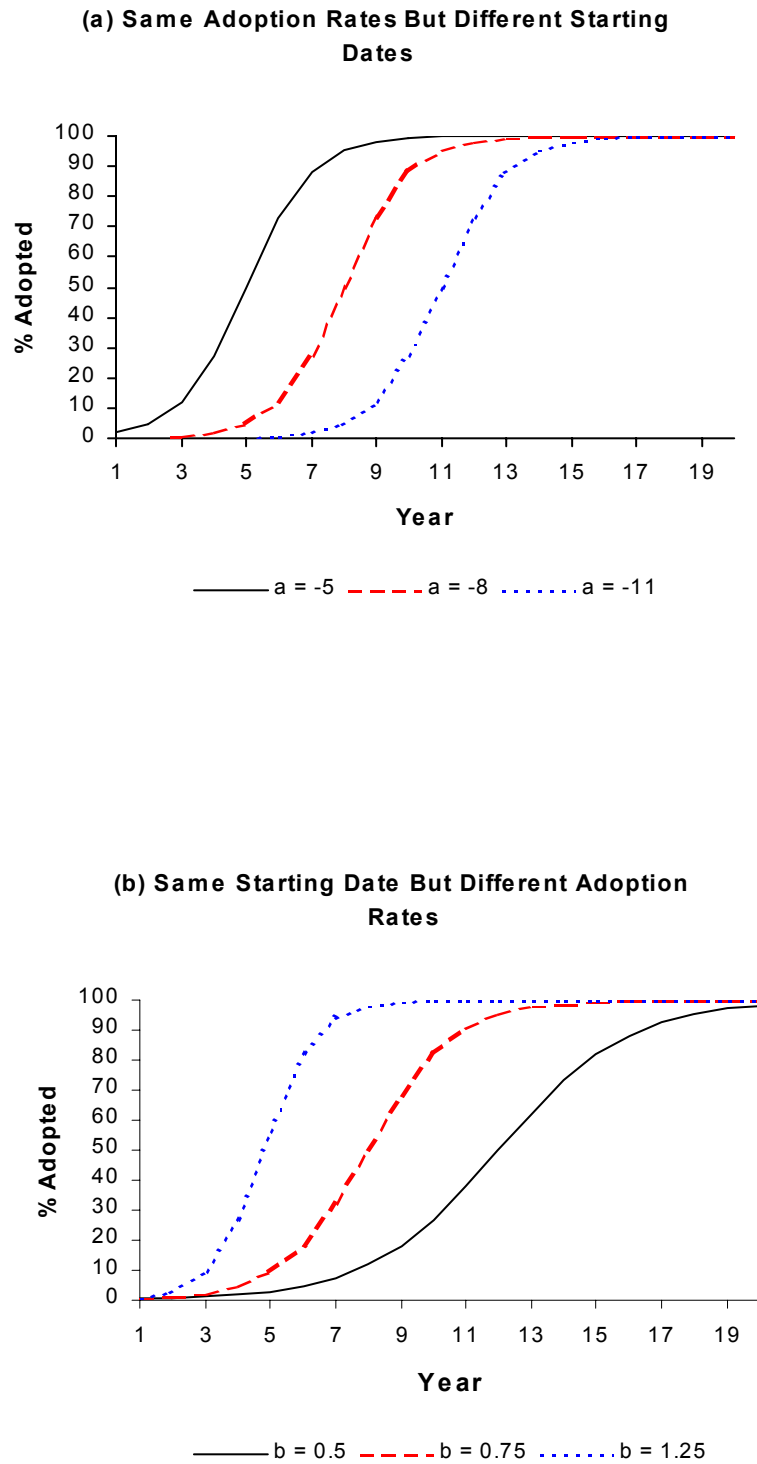 (a) Same Adoption Rates But Different Starting
Dates
100
90
80
70
60
50
40
30
20
10
0
% Adopted
1 3 5 7 9 11 13 15 17 19
Year
a = -5 a = -8 a = -11
(b) Same Starting Date But Different Adoption
Rates
100
90
80
70
60
50
40
30
20
10
0
% Adopted
1 3 5 7 9 11 13 15 17 19
Year
b = 0.5 b = 0.75 b = 1.25